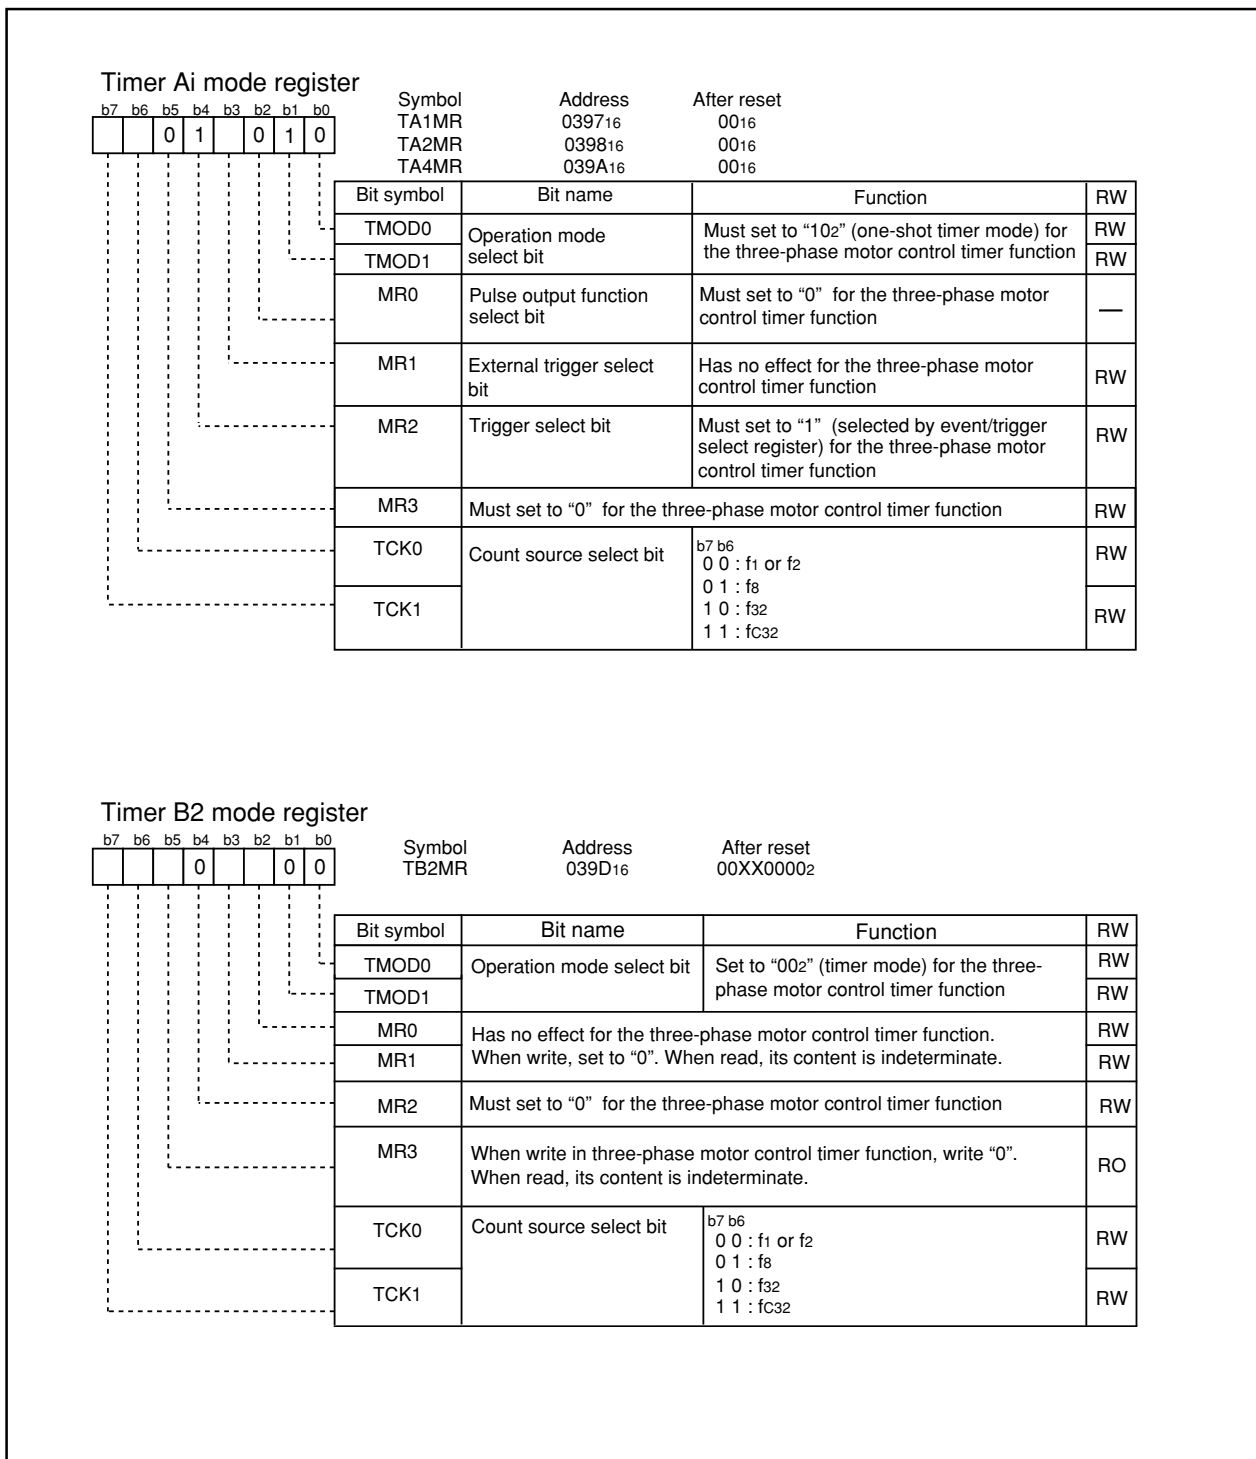 Timer Ai mode register
b7 b6 b5 b4 b3 b2 b1 b0
0 1 0 1 0
Symbol Address After reset
TA1MR 039716 0016
TA2MR 039816 0016
TA4MR 039A16 0016
Bit symbol Bit name Function RW
TMOD0 Operation mode select bit Must set to “102” (one-shot timer mode) for RW
TMOD1 the three-phase motor control timer function RW
MR0 Pulse output function Must set to “0” for the three-phase motor —
select bit control timer function
MR1 External trigger select Has no effect for the three-phase motor RW
bit control timer function
MR2 Trigger select bit Must set to “1” (selected by event/trigger RW
select register) for the three-phase motor
control timer function
MR3 Must set to “0” for the three-phase motor control timer function RW
TCK0 Count source select bit b7 b6 RW
0 0 : f1 or f2
0 1 : f8
TCK1 1 0 : f32 RW
1 1 : fC32
Timer B2 mode register
b7 b6 b5 b4 b3 b2 b1 b0
0 0 0
Symbol Address After reset
TB2MR 039D16 00XX00002
Bit symbol Bit name Function RW
TMOD0 Operation mode select bit Set to “002” (timer mode) for the three- RW
TMOD1 phase motor control timer function RW
MR0 Has no effect for the three-phase motor control timer function. RW
MR1 When write, set to “0”. When read, its content is indeterminate. RW
MR2 Must set to “0” for the three-phase motor control timer function RW
MR3 When write in three-phase motor control timer function, write “0”. RO
When read, its content is indeterminate.
TCK0 Count source select bit b7 b6 RW
0 0 : f1 or f2
0 1 : f8
TCK1 1 0 : f32 RW
1 1 : fC32